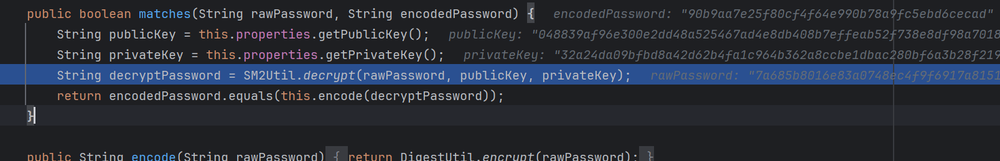 public boolean matches(String rawPassword, String encodedPassword) { encodedPassword: "90b9aa7e25f80cf4f64e990b78a9fc5ebd6cecad"
String publicKey = this.properties.getPublicKey(); publicKey: "048839af96e300e2dd48a525467ad4e8db408b7effeab52f738e8df98a7018
String privateKey = this.properties.getPrivateKey(); privateKey: "32a24da09bfbd8a42d62b4fa1c964b362a8ccbe1dbac280bf6a3b28f219
String decryptPassword = SM2Util.decrypt(rawPassword, publicKey, privateKey); rawPassword: "7a685b8016e83a0748ec4f9f6917a8151
return encodedPassword.equals(this.encode(decryptPassword));
}
public String encode(String rawPassword) { return DigestUtil.encrypt(rawPassword); }